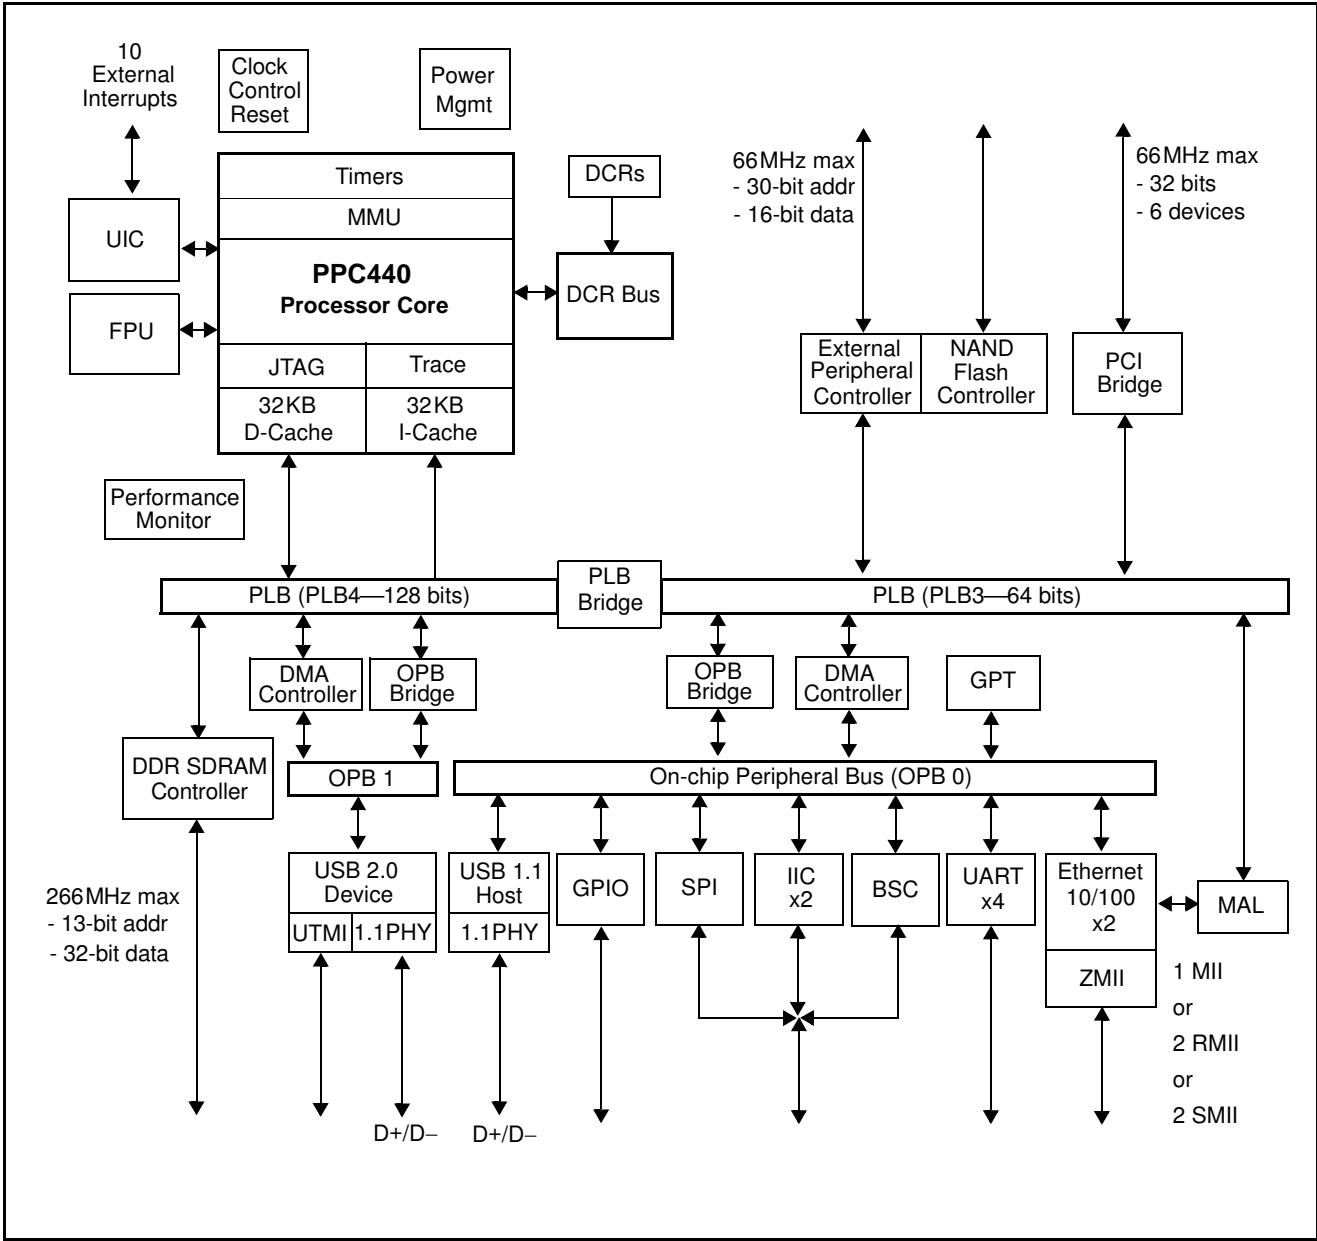 10
External
Interrupts
Clock
Control
Reset
Power
Mgmt
Timers
MMU
PPC440
Processor Core
JTAG
Trace
32KB
D-Cache
32KB
I-Cache
UIC
FPU
DCRs
DCR Bus
66MHz max
- 30-bit addr
- 16-bit data
66MHz max
- 32 bits
- 6 devices
External
Peripheral
Controller
NAND
Flash
Controller
PCI
Bridge
Performance
Monitor
PLB (PLB4—128 bits)
PLB
Bridge
PLB (PLB3—64 bits)
DMA
Controller
OPB
Bridge
OPB
Bridge
DMA
Controller
GPT
DDR SDRAM
Controller
OPB 1
On-chip Peripheral Bus (OPB 0)
266MHz max
- 13-bit addr
- 32-bit data
USB 2.0
Device
UTMI
1.1PHY
USB 1.1
Host
1.1PHY
GPIO
SPI
IIC
x2
BSC
UART
x4
Ethernet
10/100
x2
ZMII
MAL
1 MII
or
2 RMII
or
2 SMII
D+/D–
D+/D–